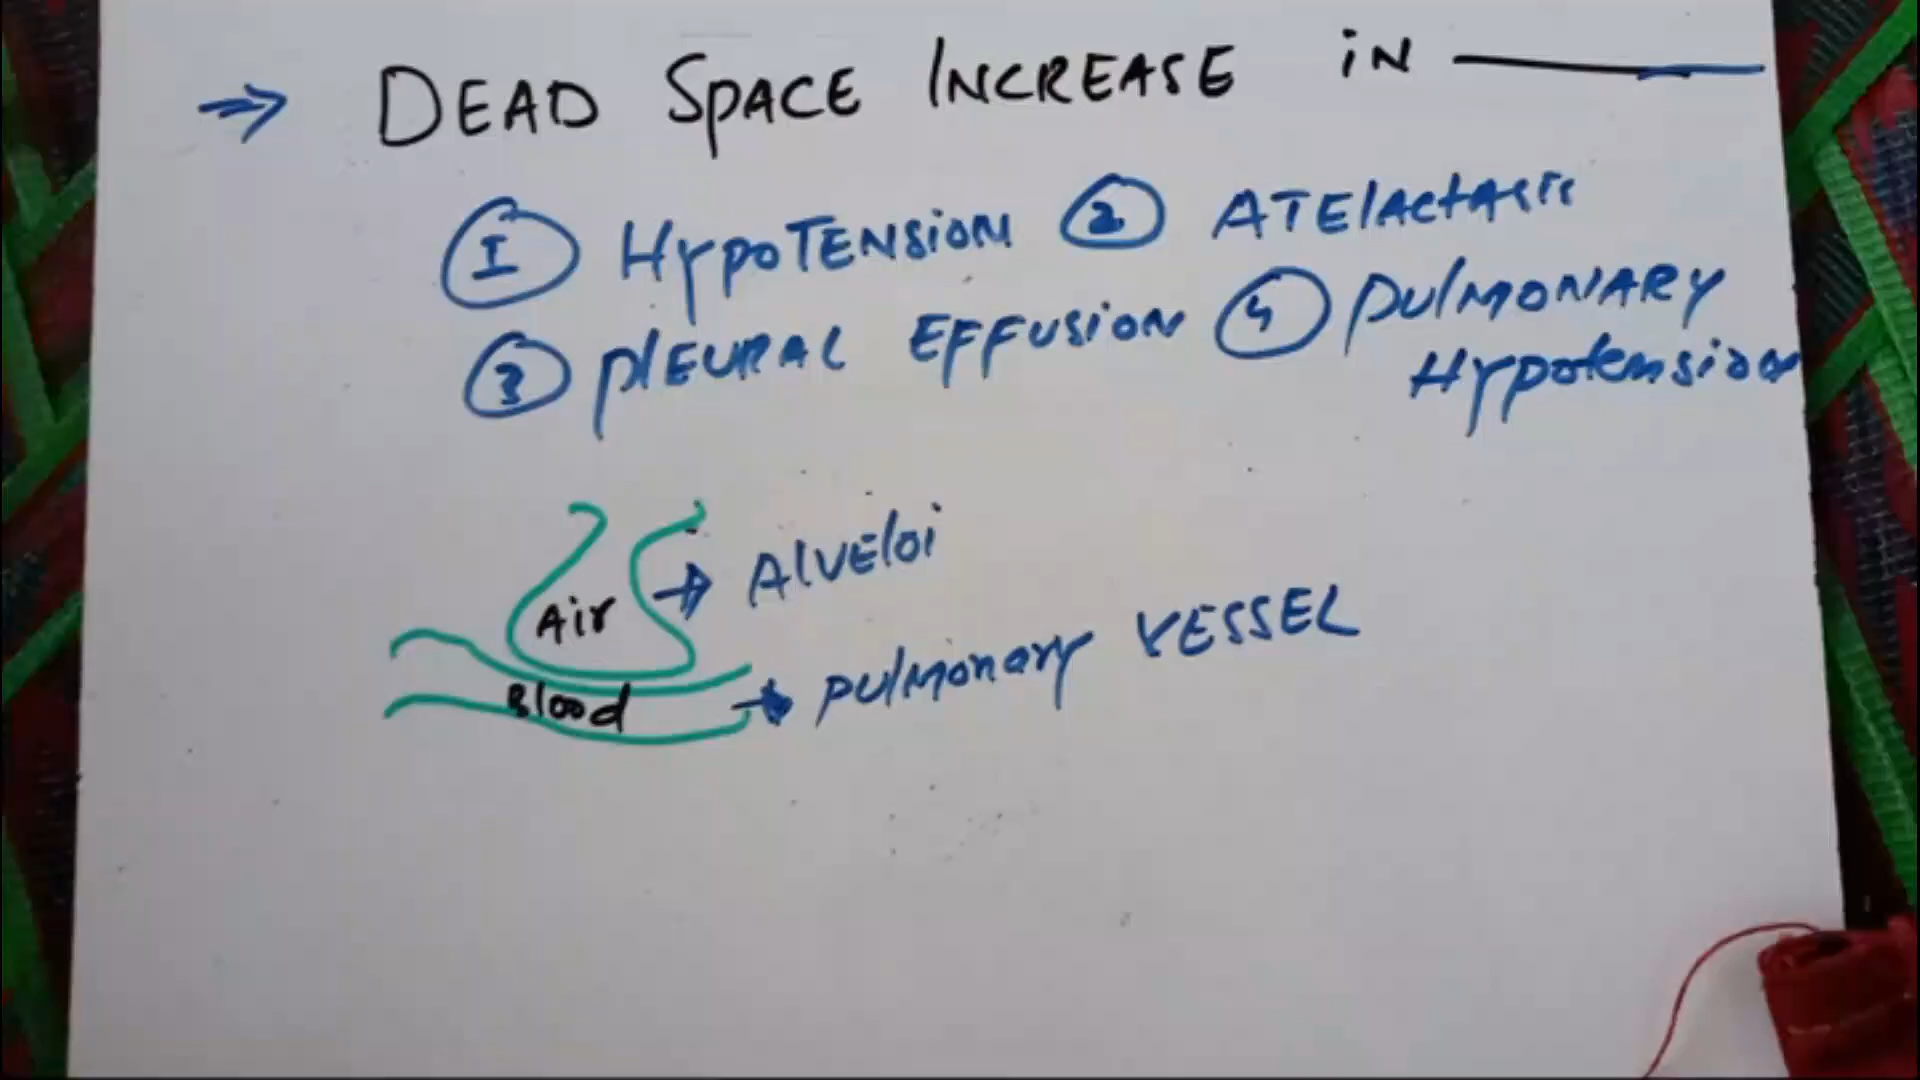 ⇒ DEAD SPACE INCREASE iN ———
① HypoTENSiON ② ATElActAsis
③ plEURAL EFFUSiON ④ pulMONARY
Hypotension
Air → AlVEloi
Blood → pulmonary VESSEL